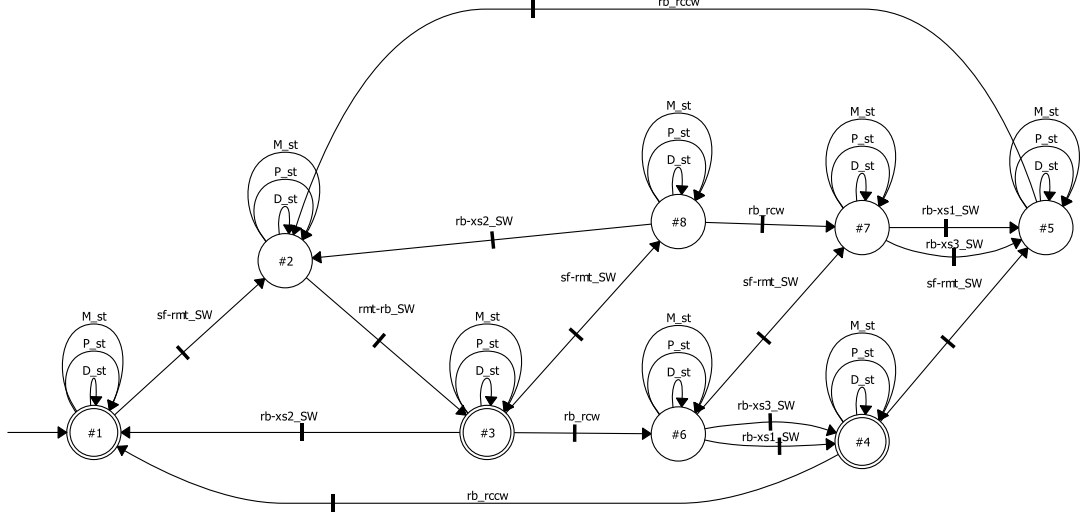 rb_rccw
M_st
P_st
D_st
#8
M_st
P_st
D_st
#7
M_st
P_st
D_st
#5
M_st
P_st
D_st
#2
rb-xs2_SW
rb_rcw
rb-xs1_SW
rb-xs3_SW
sf-rmt_SW
rmt-rb_SW
sf-rmt_SW
sf-rmt_SW
sf-rmt_SW
M_st
P_st
D_st
#1
M_st
P_st
D_st
#3
M_st
P_st
D_st
#6
M_st
P_st
D_st
#4
rb-xs2_SW
rb_rcw
rb-xs3_SW
rb-xs1_SW
rb_rccw